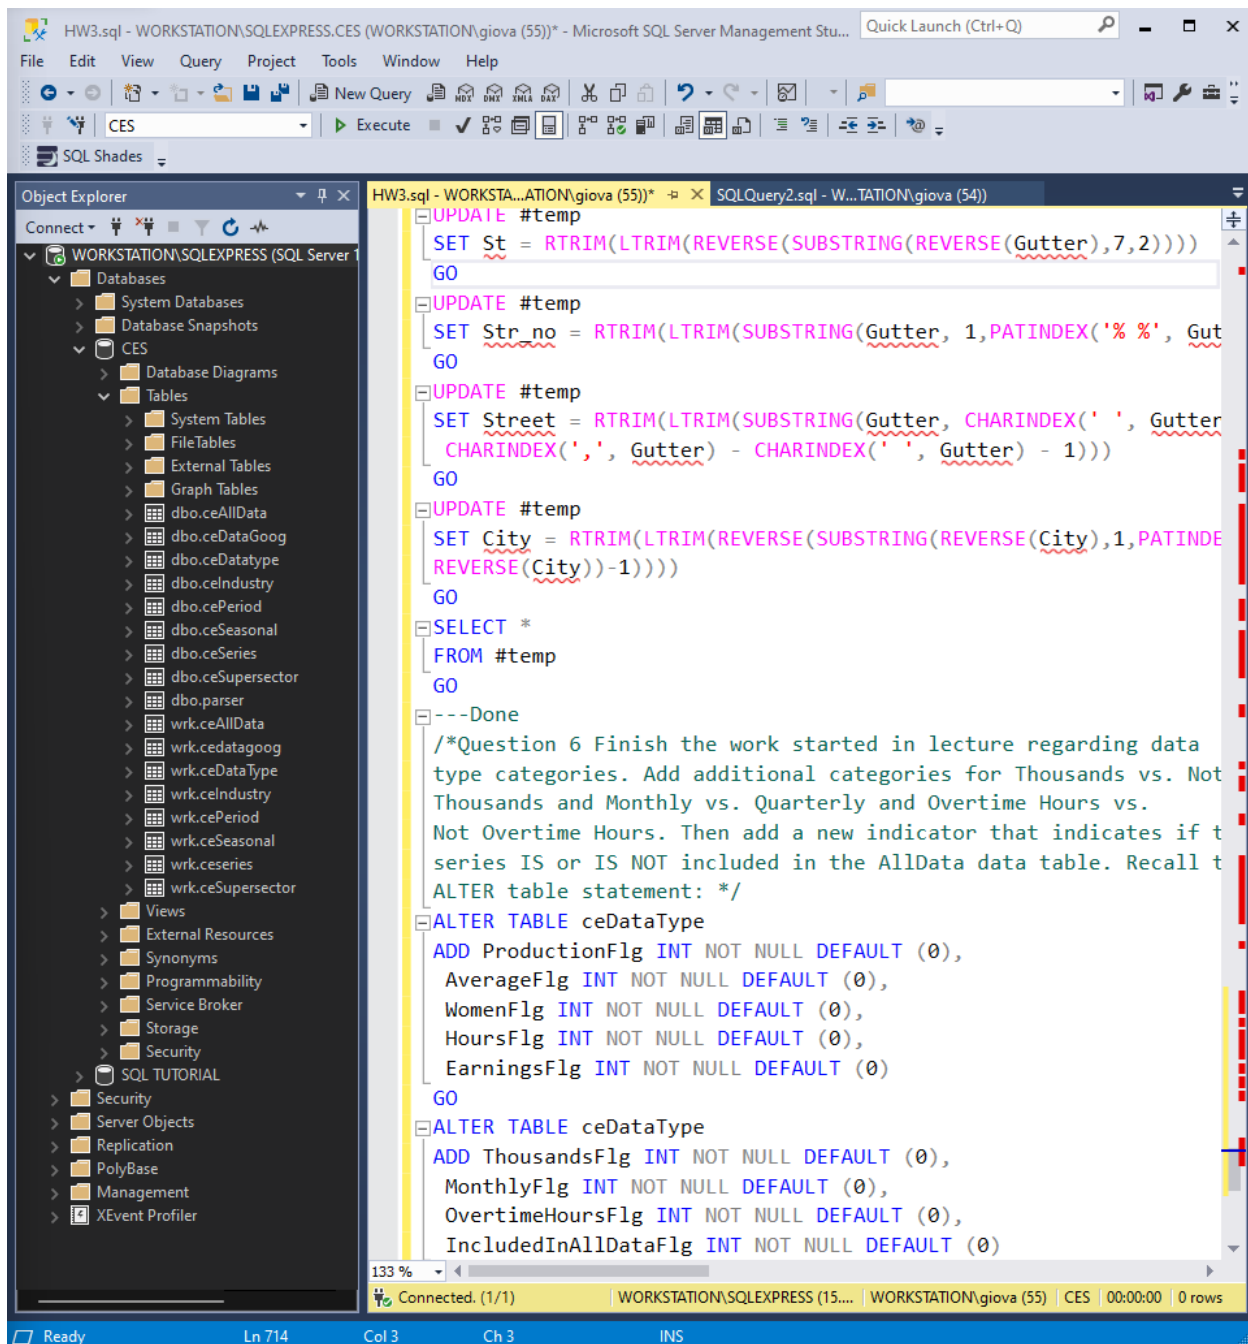 HW3.sql - WORKSTATION\SQLEXPRESS.CES (WORKSTATION\giova (55))* - Microsoft SQL Server Management Stu...
Quick Launch (Ctrl+Q)
File Edit View Query Project Tools Window Help
New Query MDX DMX XMLA DAX
CES Execute
SQL Shades
Object Explorer
Connect
WORKSTATION\SQLEXPRESS (SQL Server 1
Databases
System Databases
Database Snapshots
CES
Database Diagrams
Tables
System Tables
FileTables
External Tables
Graph Tables
dbo.ceAllData
dbo.ceDataGoog
dbo.ceDatatype
dbo.ceIndustry
dbo.cePeriod
dbo.ceSeasonal
dbo.ceSeries
dbo.ceSupersector
dbo.parser
wrk.ceAllData
wrk.cedatagoog
wrk.ceDataType
wrk.ceIndustry
wrk.cePeriod
wrk.ceSeasonal
wrk.ceseries
wrk.ceSupersector
Views
External Resources
Synonyms
Programmability
Service Broker
Storage
Security
SQL TUTORIAL
Security
Server Objects
Replication
PolyBase
Management
XEvent Profiler
HW3.sql - WORKSTA...ATION\giova (55))* SQLQuery2.sql - W...TATION\giova (54))
UPDATE #temp
SET St = RTRIM(LTRIM(REVERSE(SUBSTRING(REVERSE(Gutter),7,2))))
GO
UPDATE #temp
SET Str_no = RTRIM(LTRIM(SUBSTRING(Gutter, 1,PATINDEX('% %', Gut
GO
UPDATE #temp
SET Street = RTRIM(LTRIM(SUBSTRING(Gutter, CHARINDEX(' ', Gutter
CHARINDEX(',', Gutter) - CHARINDEX(' ', Gutter) - 1)))
GO
UPDATE #temp
SET City = RTRIM(LTRIM(REVERSE(SUBSTRING(REVERSE(City),1,PATINDE
REVERSE(City))-1))))
GO
SELECT *
FROM #temp
GO
---Done
/*Question 6 Finish the work started in lecture regarding data
type categories. Add additional categories for Thousands vs. Not
Thousands and Monthly vs. Quarterly and Overtime Hours vs.
Not Overtime Hours. Then add a new indicator that indicates if t
series IS or IS NOT included in the AllData data table. Recall t
ALTER table statement: */
ALTER TABLE ceDataType
ADD ProductionFlg INT NOT NULL DEFAULT (0),
AverageFlg INT NOT NULL DEFAULT (0),
WomenFlg INT NOT NULL DEFAULT (0),
HoursFlg INT NOT NULL DEFAULT (0),
EarningsFlg INT NOT NULL DEFAULT (0)
GO
ALTER TABLE ceDataType
ADD ThousandsFlg INT NOT NULL DEFAULT (0),
MonthlyFlg INT NOT NULL DEFAULT (0),
OvertimeHoursFlg INT NOT NULL DEFAULT (0),
IncludedInAllDataFlg INT NOT NULL DEFAULT (0)
133 %
Connected. (1/1) WORKSTATION\SQLEXPRESS (15.... WORKSTATION\giova (55) CES 00:00:00 0 rows
Ready Ln 714 Col 3 Ch 3 INS